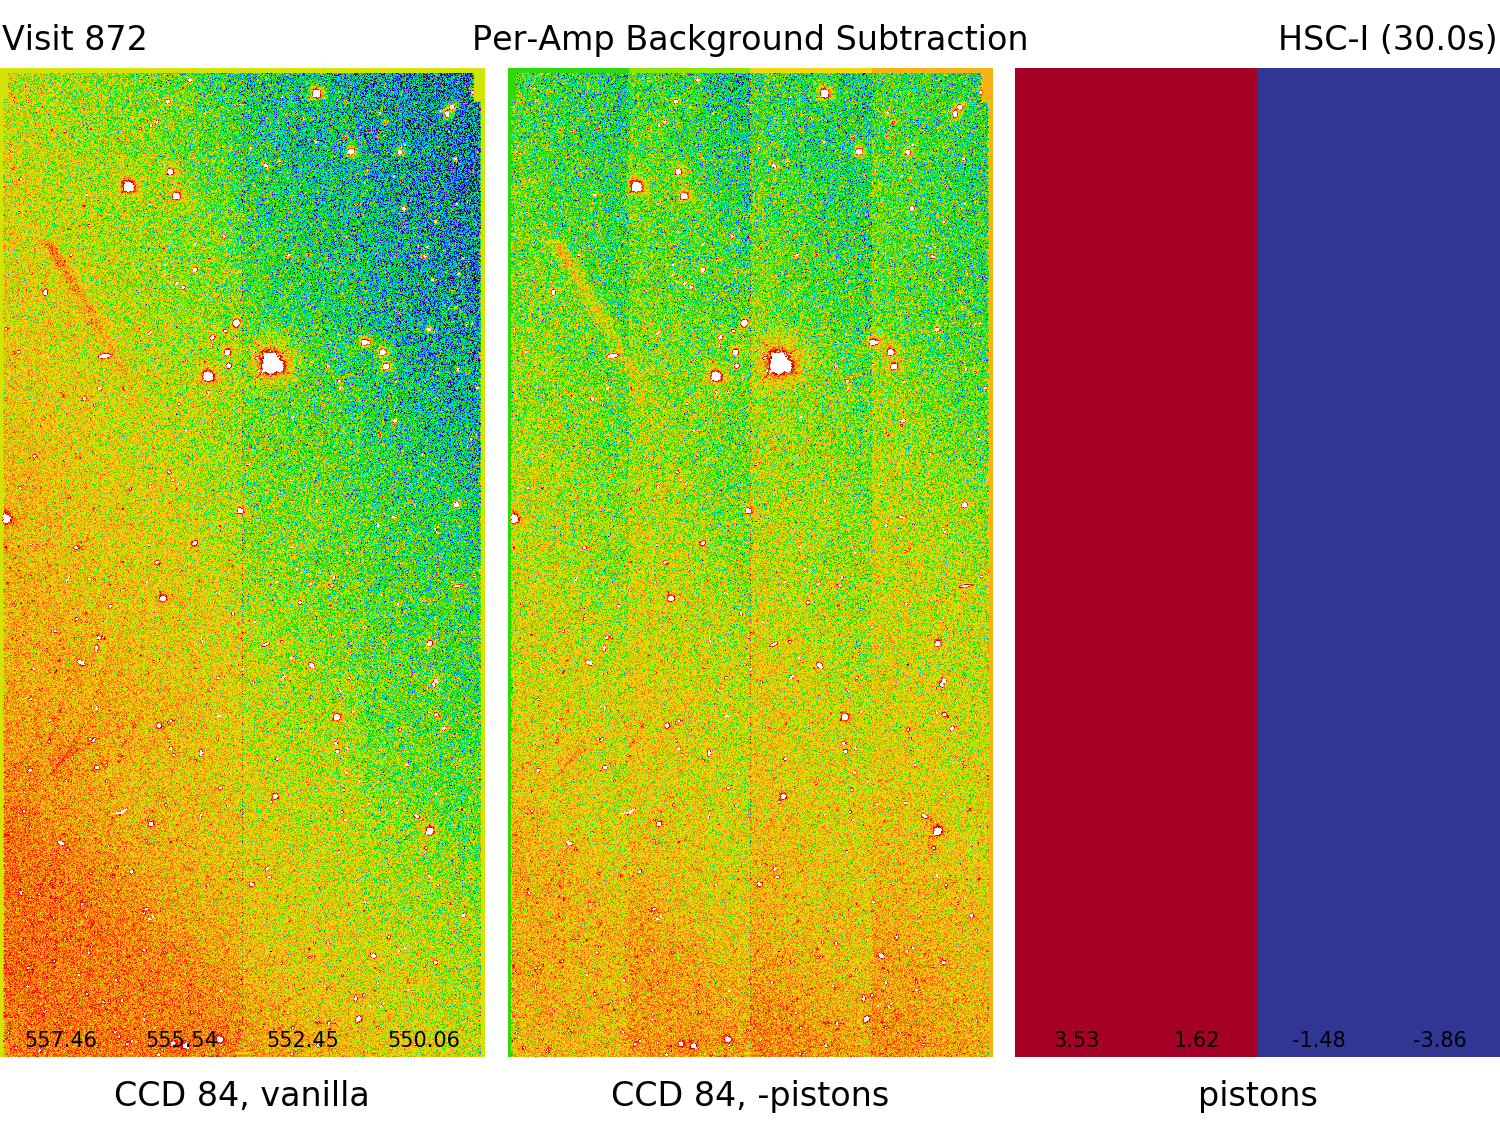 Visit 872 Per-Amp Background Subtraction HSC-I (30.0s)
557.46 555.54 552.45 550.06 3.53 1.62 -1.48 -3.86
CCD 84, vanilla CCD 84, -pistons pistons